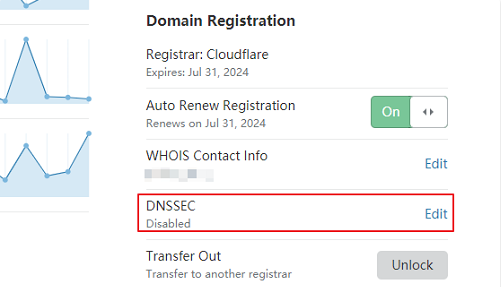 Domain Registration
Registrar: Cloudflare
Expires: Jul 31, 2024
Auto Renew Registration
Renews on Jul 31, 2024
On
WHOIS Contact Info
Edit
DNSSEC
Disabled
Edit
Transfer Out
Transfer to another registrar
Unlock